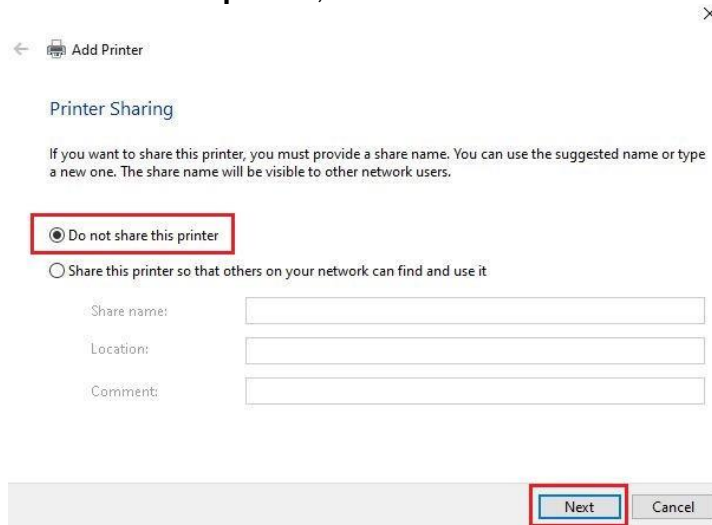 Add Printer
Printer Sharing
If you want to share this printer, you must provide a share name. You can use the suggested name or type
a new one. The share name will be visible to other network users.
Do not share this printer
Share this printer so that others on your network can find and use it
Share name:
Location:
Comment:
Next Cancel